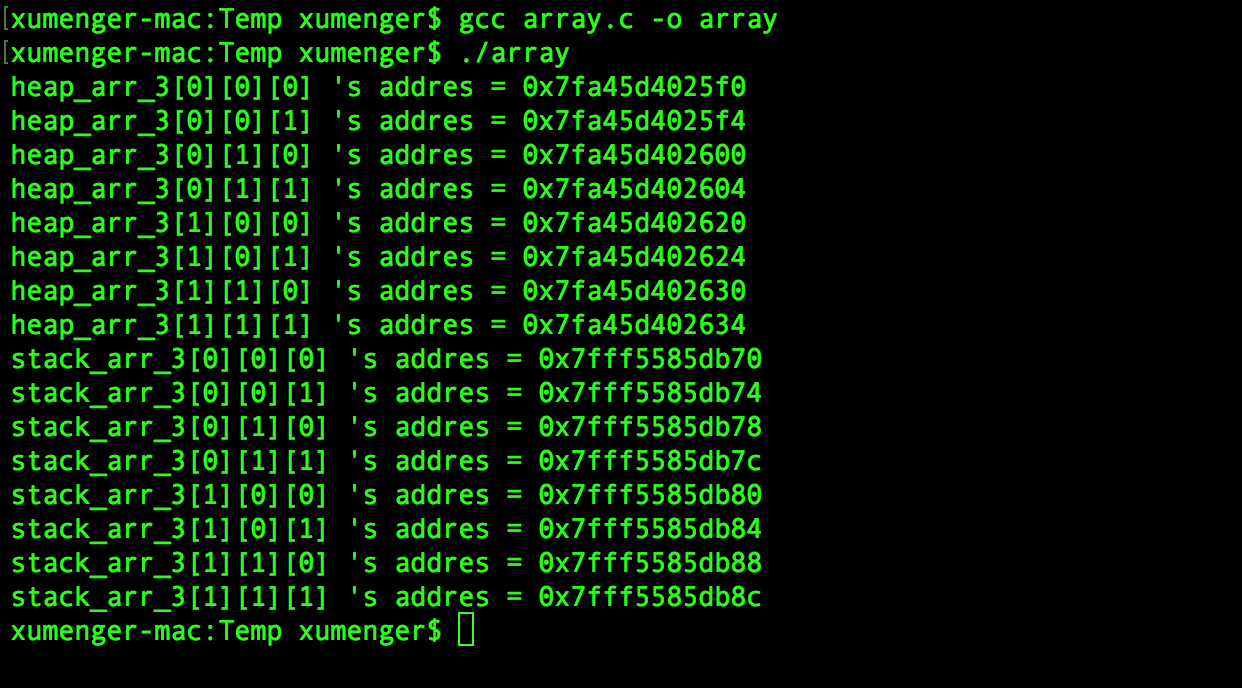 [xumenger-mac:Temp xumenger$ gcc array.c -o array
[xumenger-mac:Temp xumenger$ ./array
heap_arr_3[0][0][0] 's addres = 0x7fa45d4025f0
heap_arr_3[0][0][1] 's addres = 0x7fa45d4025f4
heap_arr_3[0][1][0] 's addres = 0x7fa45d402600
heap_arr_3[0][1][1] 's addres = 0x7fa45d402604
heap_arr_3[1][0][0] 's addres = 0x7fa45d402620
heap_arr_3[1][0][1] 's addres = 0x7fa45d402624
heap_arr_3[1][1][0] 's addres = 0x7fa45d402630
heap_arr_3[1][1][1] 's addres = 0x7fa45d402634
stack_arr_3[0][0][0] 's addres = 0x7fff5585db70
stack_arr_3[0][0][1] 's addres = 0x7fff5585db74
stack_arr_3[0][1][0] 's addres = 0x7fff5585db78
stack_arr_3[0][1][1] 's addres = 0x7fff5585db7c
stack_arr_3[1][0][0] 's addres = 0x7fff5585db80
stack_arr_3[1][0][1] 's addres = 0x7fff5585db84
stack_arr_3[1][1][0] 's addres = 0x7fff5585db88
stack_arr_3[1][1][1] 's addres = 0x7fff5585db8c
xumenger-mac:Temp xumenger$